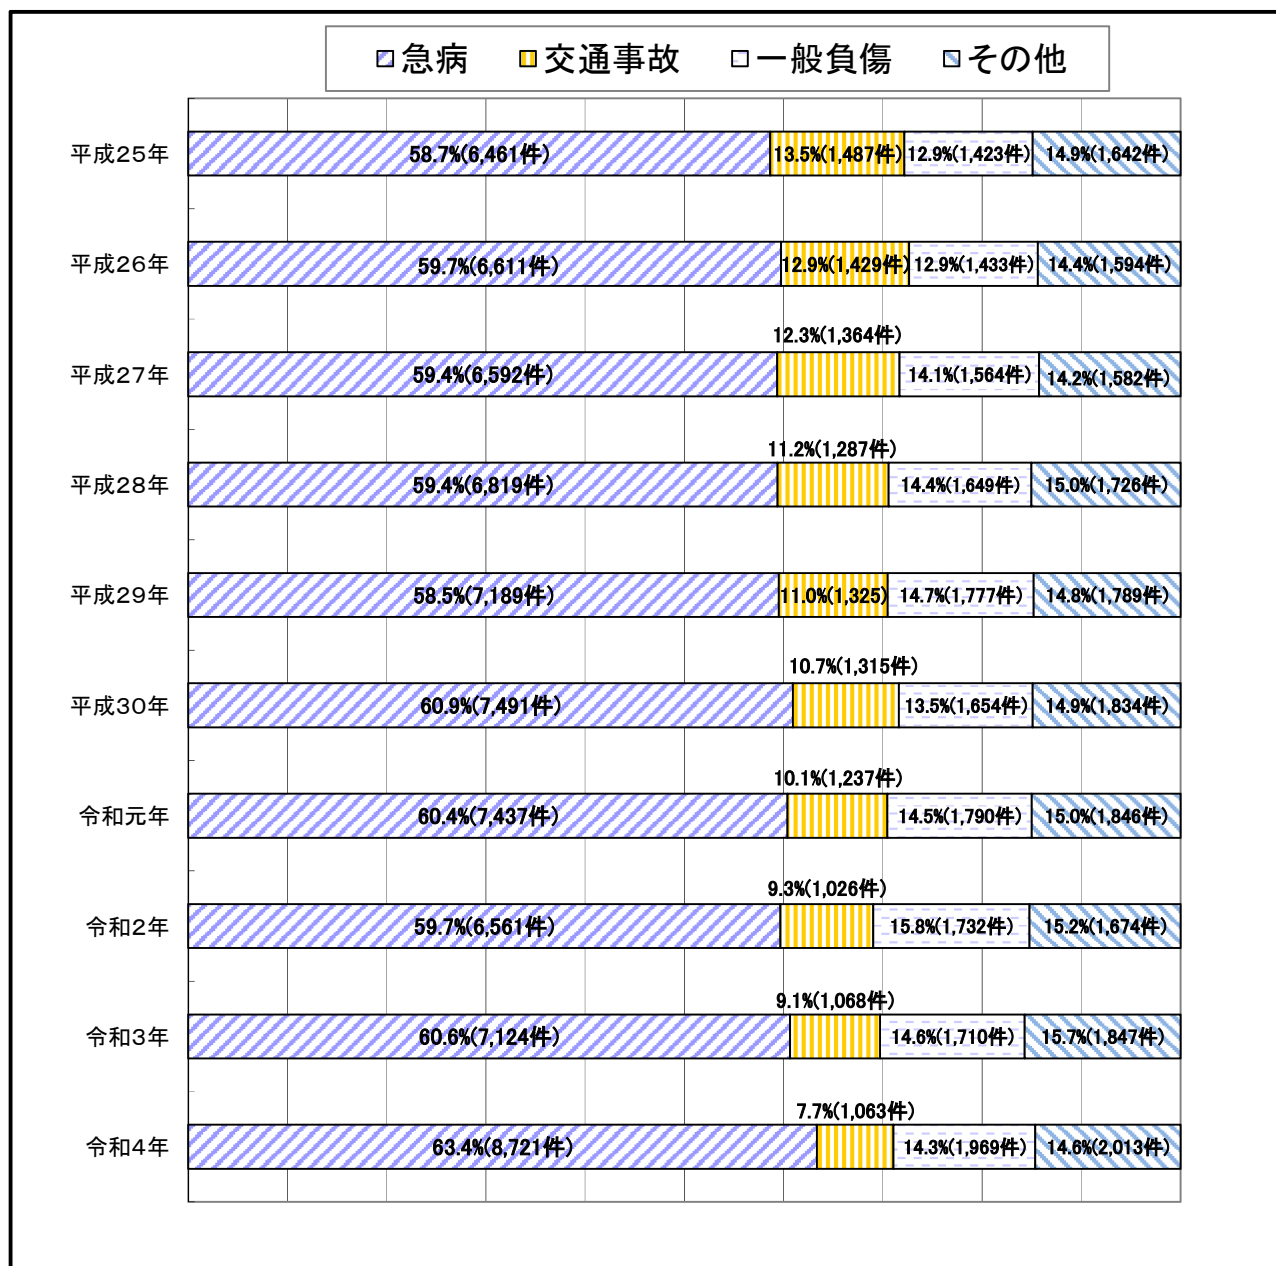 急病 交通事故 一般負傷 その他
平成25年 58.7%(6,461件) 13.5%(1,487件) 12.9%(1,423件) 14.9%(1,642件)
平成26年 59.7%(6,611件) 12.9%(1,429件) 12.9%(1,433件) 14.4%(1,594件)
12.3%(1,364件)
平成27年 59.4%(6,592件) 14.1%(1,564件) 14.2%(1,582件)
11.2%(1,287件)
平成28年 59.4%(6,819件) 14.4%(1,649件) 15.0%(1,726件)
平成29年 58.5%(7,189件) 11.0%(1,325) 14.7%(1,777件) 14.8%(1,789件)
10.7%(1,315件)
平成30年 60.9%(7,491件) 13.5%(1,654件) 14.9%(1,834件)
10.1%(1,237件)
令和元年 60.4%(7,437件) 14.5%(1,790件) 15.0%(1,846件)
9.3%(1,026件)
令和2年 59.7%(6,561件) 15.8%(1,732件) 15.2%(1,674件)
9.1%(1,068件)
令和3年 60.6%(7,124件) 14.6%(1,710件) 15.7%(1,847件)
7.7%(1,063件)
令和4年 63.4%(8,721件) 14.3%(1,969件) 14.6%(2,013件)